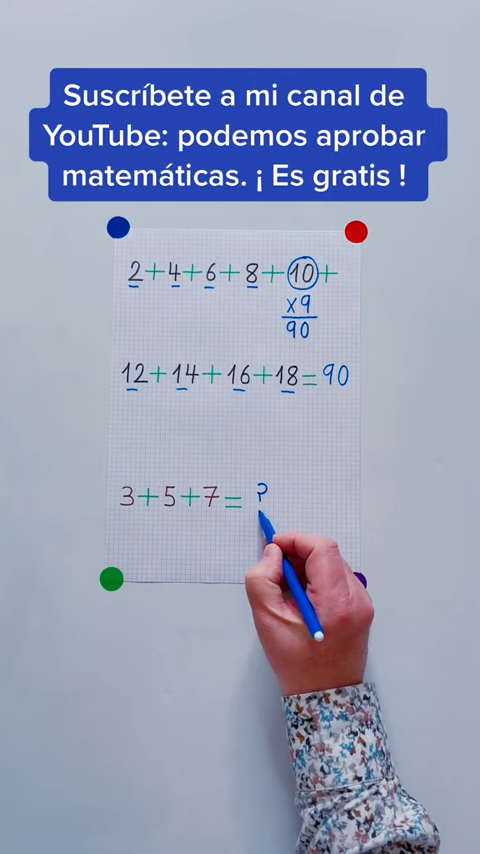 Suscríbete a mi canal de
YouTube: podemos aprobar
matemáticas. ¡ Es gratis !
2+4+6+8+10+
x9
90
12+14+16+18=90
3+5+7= ?